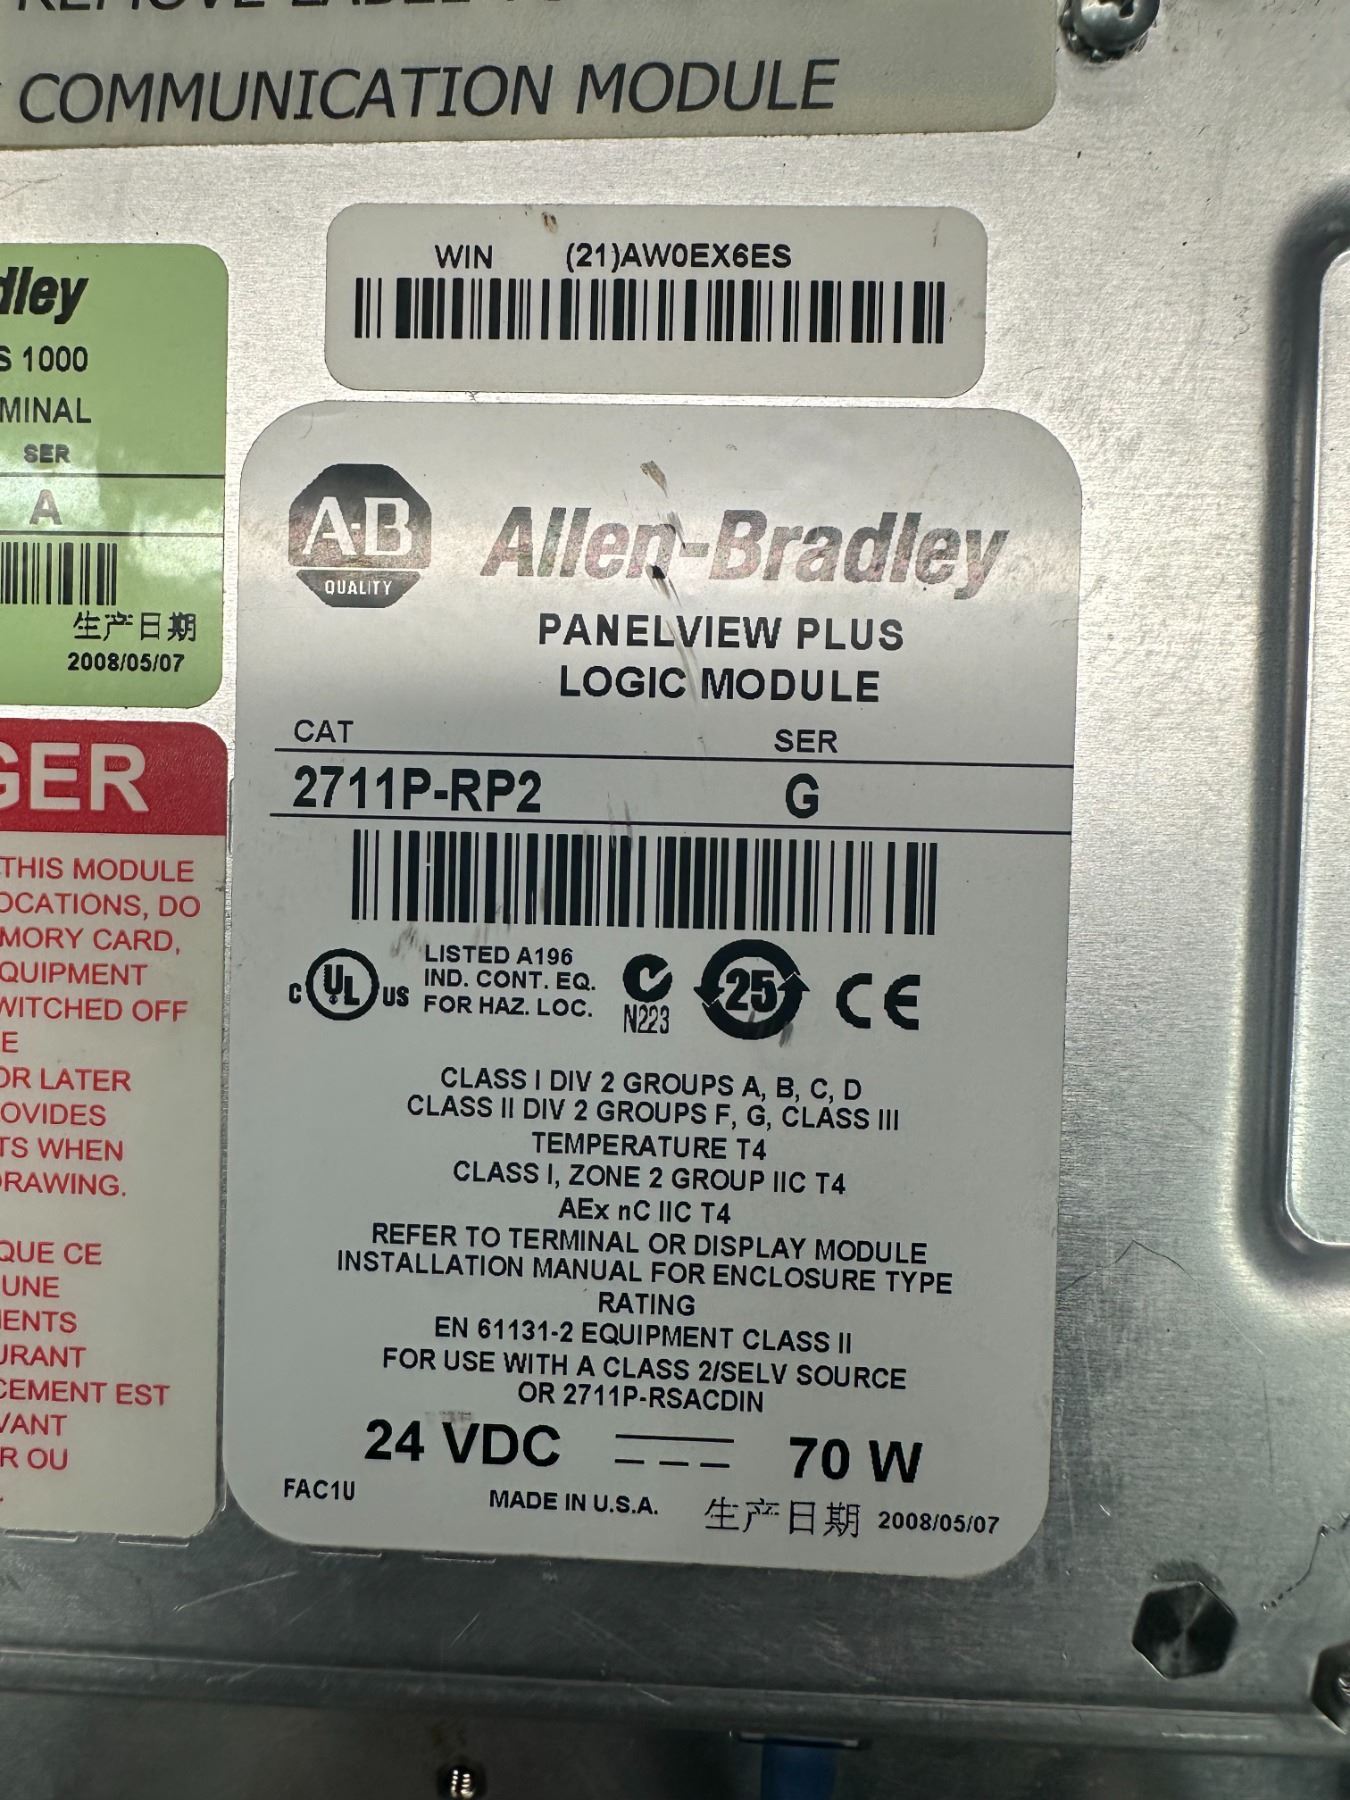 COMMUNICATION MODULE
WIN (21)AW0EX6ES
dley
S 1000
MINAL
SER
A
生产日期
2008/05/07
GER
THIS MODULE
OCATIONS, DO
MORY CARD,
QUIPMENT
WITCHED OFF
E
OR LATER
OVIDES
TS WHEN
DRAWING.
QUE CE
UNE
IENTS
URANT
CEMENT EST
VANT
R OU
A-B
QUALITY
Allen-Bradley
PANELVIEW PLUS
LOGIC MODULE
CAT SER
2711P-RP2 G
C UL US
LISTED A196
IND. CONT. EQ.
FOR HAZ. LOC.
N223
25
CE
CLASS I DIV 2 GROUPS A, B, C, D
CLASS II DIV 2 GROUPS F, G, CLASS III
TEMPERATURE T4
CLASS I, ZONE 2 GROUP IIC T4
AEx nC IIC T4
REFER TO TERMINAL OR DISPLAY MODULE
INSTALLATION MANUAL FOR ENCLOSURE TYPE
RATING
EN 61131-2 EQUIPMENT CLASS II
FOR USE WITH A CLASS 2/SELV SOURCE
OR 2711P-RSACDIN
24 VDC 70 W
FAC1U MADE IN U.S.A. 生产日期 2008/05/07